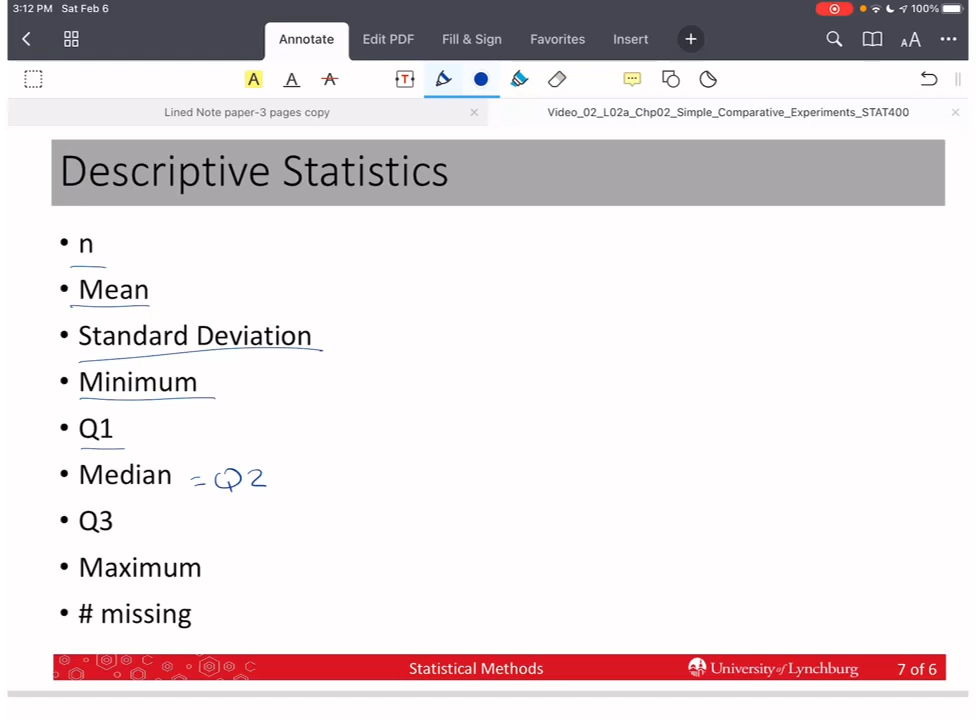 3:12 PM Sat Feb 6 100%
Annotate Edit PDF Fill & Sign Favorites Insert AA
A A A T
Lined Note paper-3 pages copy Video_02_L02a_Chp02_Simple_Comparative_Experiments_STAT400
Descriptive Statistics
• n
• Mean
• Standard Deviation
• Minimum
• Q1
• Median = Q2
• Q3
• Maximum
• # missing
Statistical Methods University of Lynchburg 7 of 6